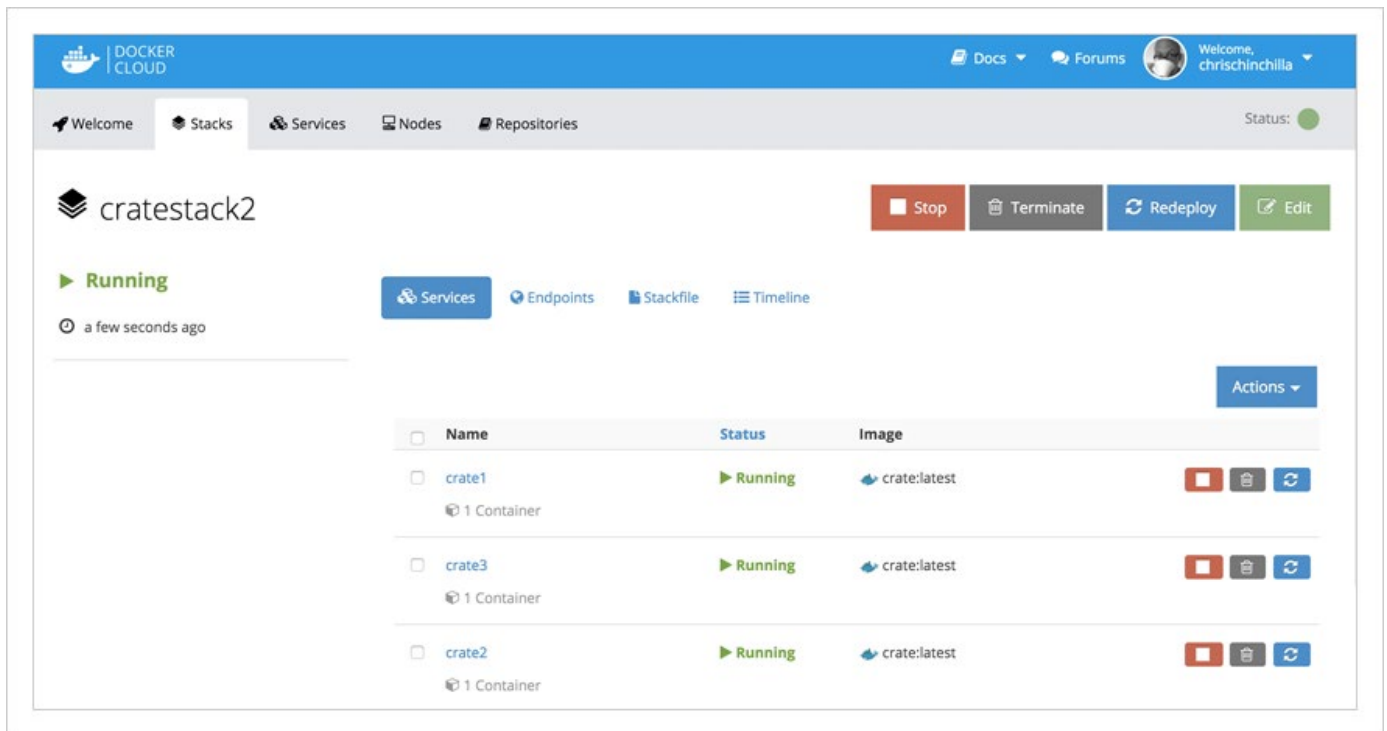 DOCKER
CLOUD
Docs Forums Welcome,
chrischinchilla
Welcome Stacks Services Nodes Repositories Status:
cratestack2 Stop Terminate Redeploy Edit
Running
a few seconds ago
Services Endpoints Stackfile Timeline
Actions
Name Status Image
crate1 Running crate:latest
1 Container
crate3 Running crate:latest
1 Container
crate2 Running crate:latest
1 Container